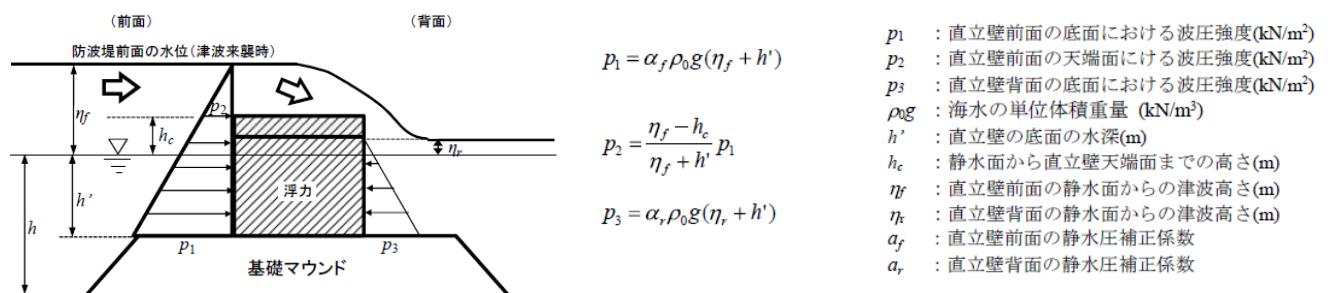 （前面）
（背面）
防波堤前面の水位（津波来襲時）
p2
ηf
hc
ηr
h'
浮力
h
p1
p3
基礎マウンド
p1 = αf ρ0 g(ηf + h')
p2 = (ηf − hc)/(ηf + h') p1
p3 = αr ρ0 g(ηr + h')
p1 ：直立壁前面の底面における波圧強度(kN/m²)
p2 ：直立壁前面の天端面における波圧強度(kN/m²)
p3 ：直立壁背面の底面における波圧強度(kN/m²)
ρ0g ：海水の単位体積重量 (kN/m³)
h' ：直立壁の底面の水深(m)
hc ：静水面から直立壁天端面までの高さ(m)
ηf ：直立壁前面の静水面からの津波高さ(m)
ηr ：直立壁背面の静水面からの津波高さ(m)
af ：直立壁前面の静水圧補正係数
ar ：直立壁背面の静水圧補正係数